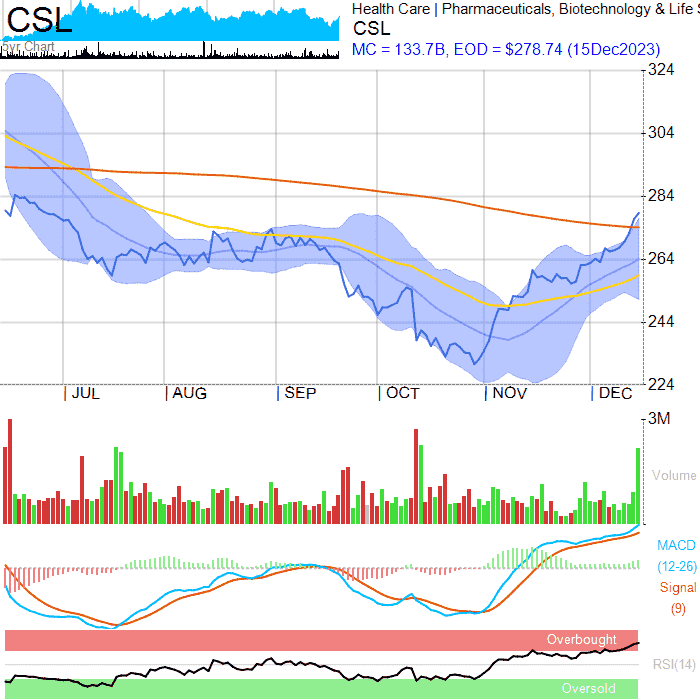 CSL
5yr Chart
Health Care | Pharmaceuticals, Biotechnology & Life S
CSL
MC = 133.7B, EOD = $278.74 (15Dec2023)
324
304
284
264
244
224
JUL AUG SEP OCT NOV DEC
3M
Volume
MACD
(12-26)
Signal
(9)
Overbought
RSI(14)
Oversold